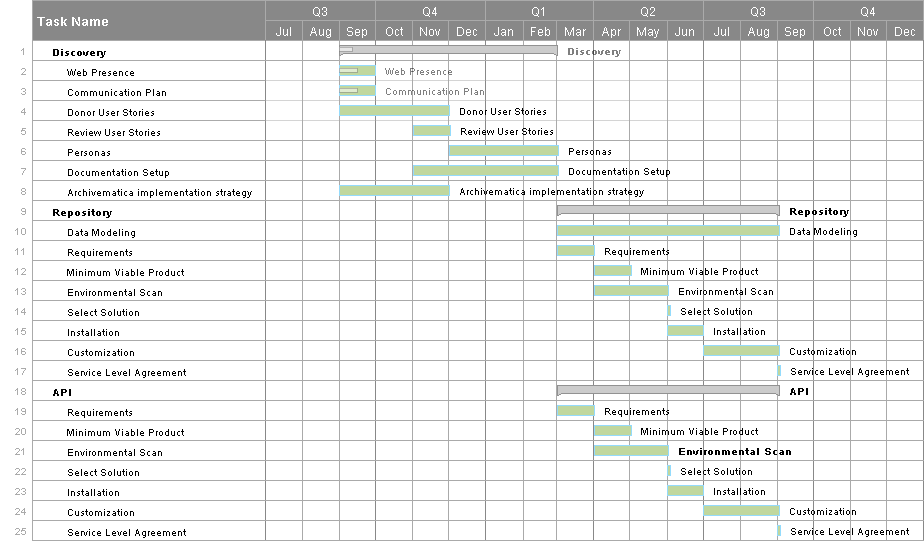 Task Name Q3 Q4 Q1 Q2 Q3 Q4
Jul Aug Sep Oct Nov Dec Jan Feb Mar Apr May Jun Jul Aug Sep Oct Nov Dec
1 Discovery Discovery
2 Web Presence Web Presence
3 Communication Plan Communication Plan
4 Donor User Stories Donor User Stories
5 Review User Stories Review User Stories
6 Personas Personas
7 Documentation Setup Documentation Setup
8 Archivematica implementation strategy Archivematica implementation strategy
9 Repository Repository
10 Data Modeling Data Modeling
11 Requirements Requirements
12 Minimum Viable Product Minimum Viable Product
13 Environmental Scan Environmental Scan
14 Select Solution Select Solution
15 Installation Installation
16 Customization Customization
17 Service Level Agreement Service Level Agreement
18 API API
19 Requirements Requirements
20 Minimum Viable Product Minimum Viable Product
21 Environmental Scan Environmental Scan
22 Select Solution Select Solution
23 Installation Installation
24 Customization Customization
25 Service Level Agreement Service Level Agreement